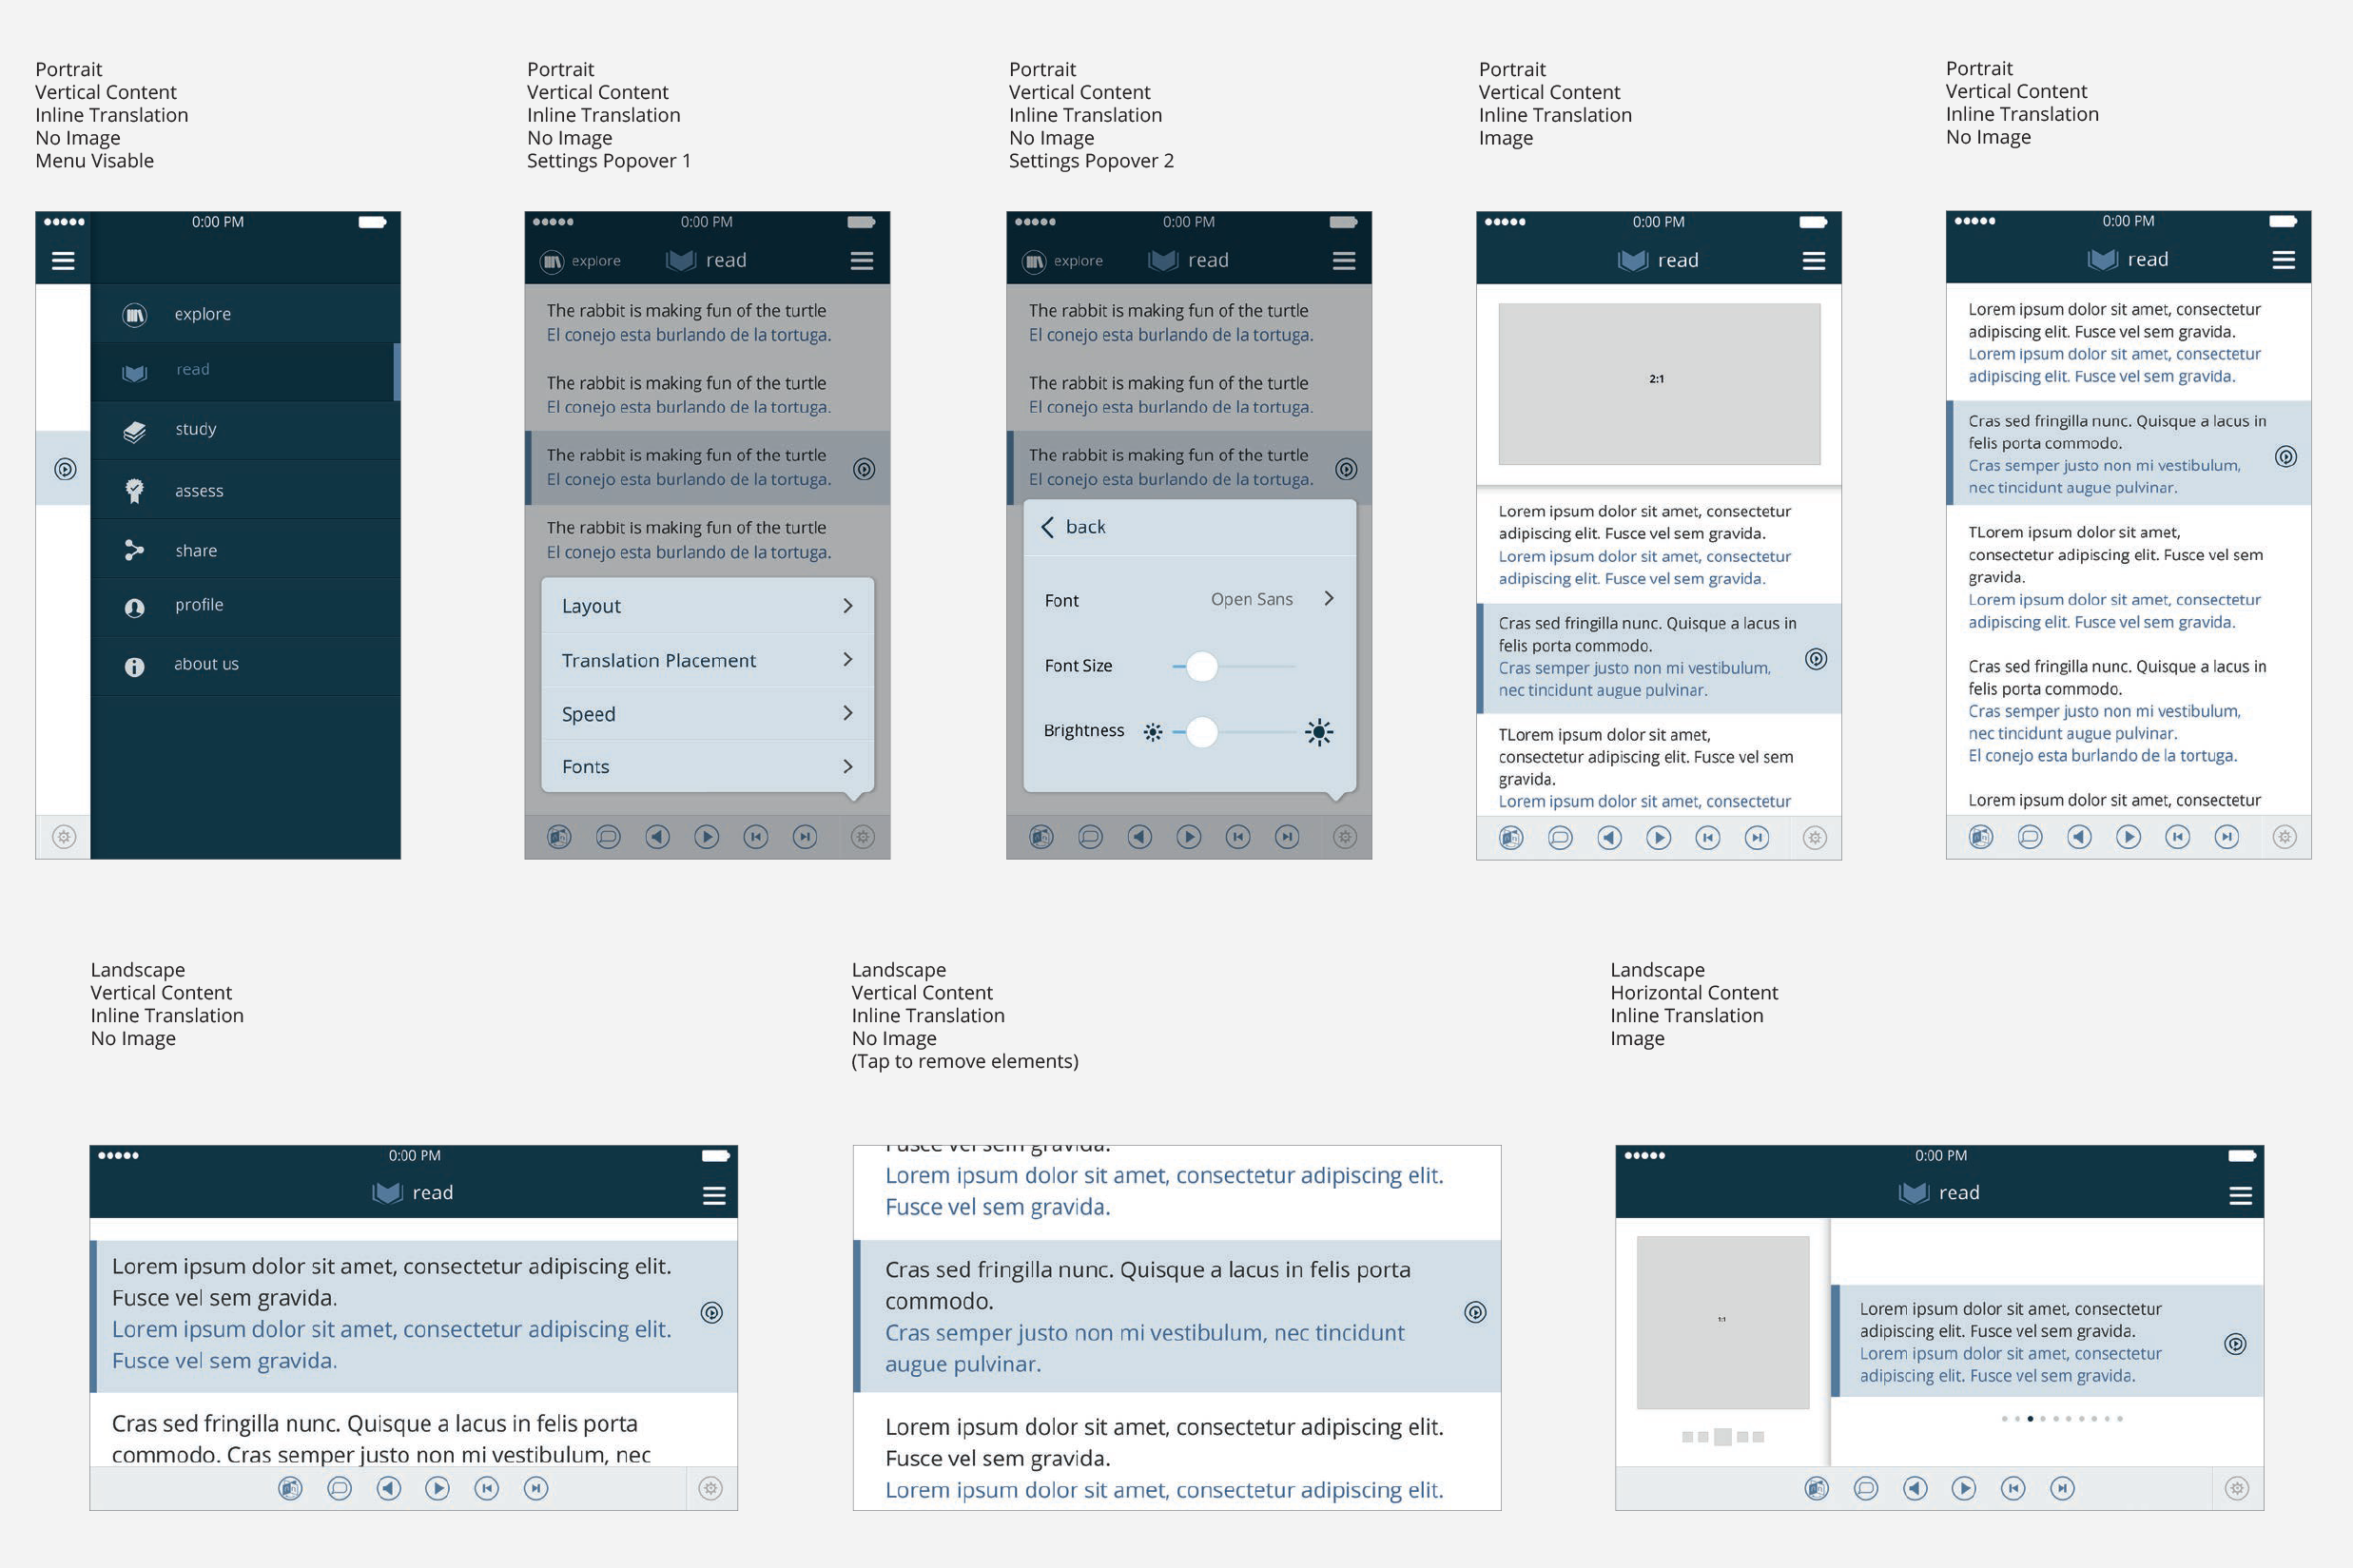 Portrait
Vertical Content
Inline Translation
No Image
Menu Visable
Portrait
Vertical Content
Inline Translation
No Image
Settings Popover 1
Portrait
Vertical Content
Inline Translation
No Image
Settings Popover 2
Portrait
Vertical Content
Inline Translation
Image
Portrait
Vertical Content
Inline Translation
No Image
0:00 PM
explore
read
study
assess
share
profile
about us
0:00 PM
explore
read
The rabbit is making fun of the turtle
El conejo esta burlando de la tortuga.
The rabbit is making fun of the turtle
El conejo esta burlando de la tortuga.
The rabbit is making fun of the turtle
El conejo esta burlando de la tortuga.
The rabbit is making fun of the turtle
El conejo esta burlando de la tortuga.
Layout
Translation Placement
Speed
Fonts
0:00 PM
explore
read
The rabbit is making fun of the turtle
El conejo esta burlando de la tortuga.
The rabbit is making fun of the turtle
El conejo esta burlando de la tortuga.
The rabbit is making fun of the turtle
El conejo esta burlando de la tortuga.
back
Font
Open Sans
Font Size
Brightness
0:00 PM
read
2:1
Lorem ipsum dolor sit amet, consectetur
adipiscing elit. Fusce vel sem gravida.
Lorem ipsum dolor sit amet, consectetur
adipiscing elit. Fusce vel sem gravida.
Cras sed fringilla nunc. Quisque a lacus in
felis porta commodo.
Cras semper justo non mi vestibulum,
nec tincidunt augue pulvinar.
TLorem ipsum dolor sit amet,
consectetur adipiscing elit. Fusce vel sem
gravida.
Lorem ipsum dolor sit amet, consectetur
0:00 PM
read
Lorem ipsum dolor sit amet, consectetur
adipiscing elit. Fusce vel sem gravida.
Lorem ipsum dolor sit amet, consectetur
adipiscing elit. Fusce vel sem gravida.
Cras sed fringilla nunc. Quisque a lacus in
felis porta commodo.
Cras semper justo non mi vestibulum,
nec tincidunt augue pulvinar.
TLorem ipsum dolor sit amet,
consectetur adipiscing elit. Fusce vel sem
gravida.
Lorem ipsum dolor sit amet, consectetur
adipiscing elit. Fusce vel sem gravida.
Cras sed fringilla nunc. Quisque a lacus in
felis porta commodo.
Cras semper justo non mi vestibulum,
nec tincidunt augue pulvinar.
El conejo esta burlando de la tortuga.
Lorem ipsum dolor sit amet, consectetur
Landscape
Vertical Content
Inline Translation
No Image
Landscape
Vertical Content
Inline Translation
No Image
(Tap to remove elements)
Landscape
Horizontal Content
Inline Translation
Image
0:00 PM
read
Lorem ipsum dolor sit amet, consectetur adipiscing elit.
Fusce vel sem gravida.
Lorem ipsum dolor sit amet, consectetur adipiscing elit.
Fusce vel sem gravida.
Cras sed fringilla nunc. Quisque a lacus in felis porta
commodo. Cras semper justo non mi vestibulum, nec
Fusce vel sem gravida.
Lorem ipsum dolor sit amet, consectetur adipiscing elit.
Fusce vel sem gravida.
Cras sed fringilla nunc. Quisque a lacus in felis porta
commodo.
Cras semper justo non mi vestibulum, nec tincidunt
augue pulvinar.
Lorem ipsum dolor sit amet, consectetur adipiscing elit.
Fusce vel sem gravida.
Lorem ipsum dolor sit amet, consectetur adipiscing elit.
0:00 PM
read
1:1
Lorem ipsum dolor sit amet, consectetur
adipiscing elit. Fusce vel sem gravida.
Lorem ipsum dolor sit amet, consectetur
adipiscing elit. Fusce vel sem gravida.